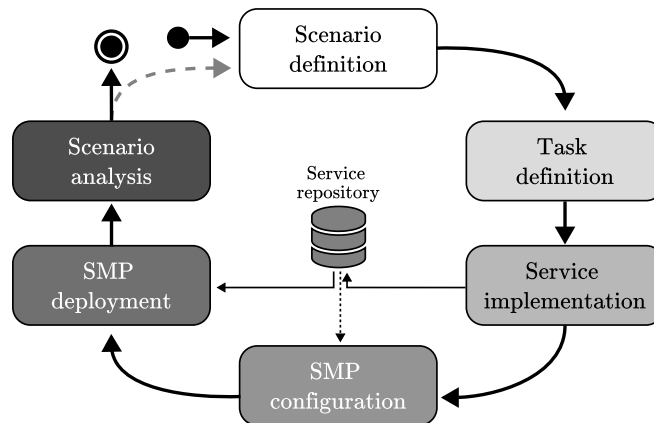 Scenario
definition
Task
definition
Service
implementation
SMP
configuration
SMP
deployment
Scenario
analysis
Service
repository